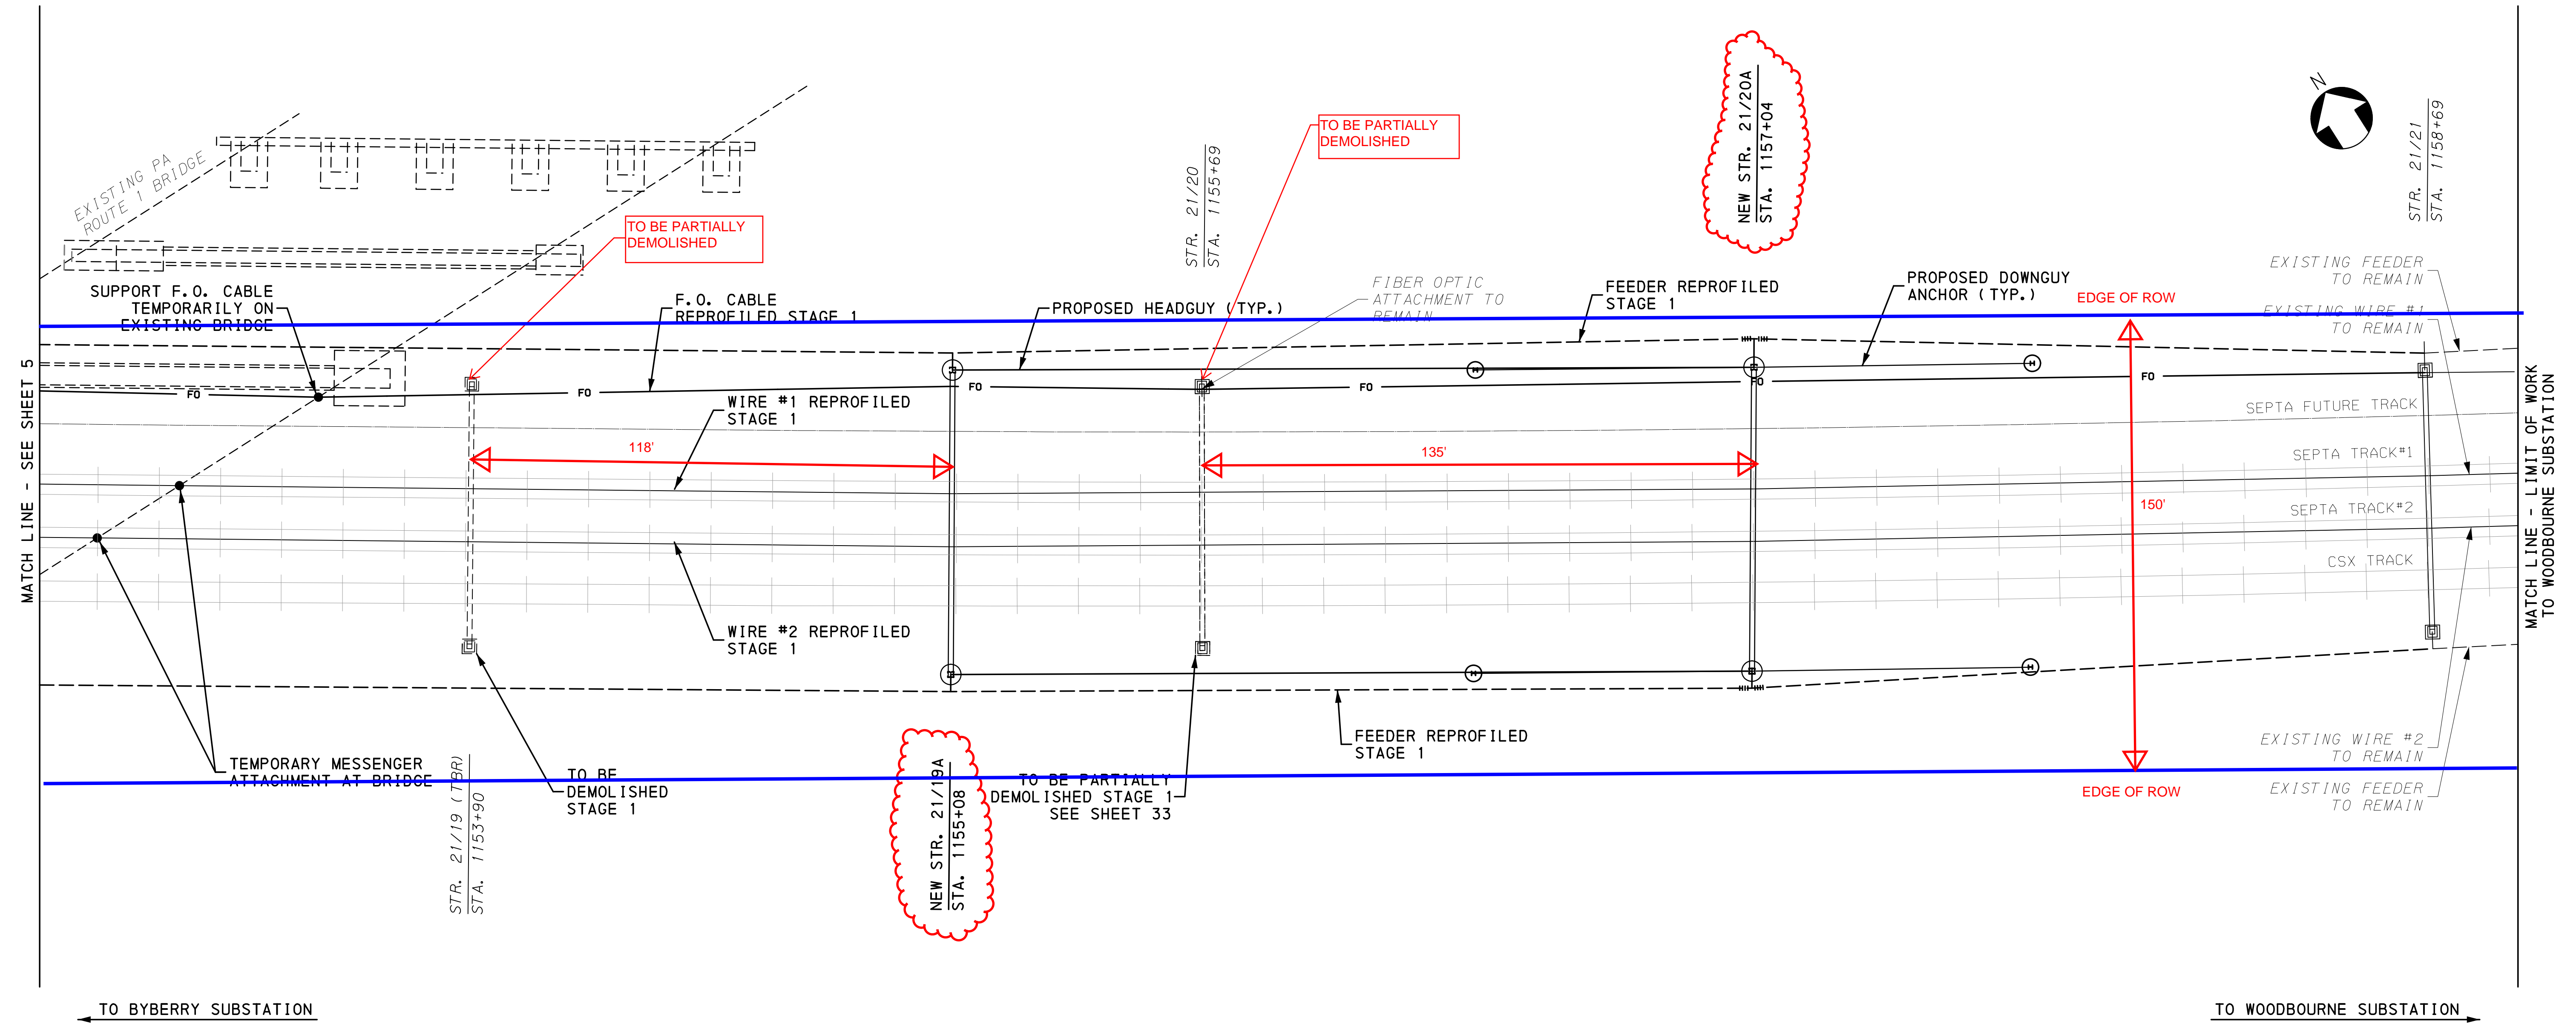 NEW STR. 21/20A
STA. 1157+04
N
STR. 21/21
STA. 1158+69
TO BE PARTIALLY
DEMOLISHED
STR. 21/20
STA. 1155+69
EXISTING PA
ROUTE 1 BRIDGE
TO BE PARTIALLY
DEMOLISHED
SUPPORT F.O. CABLE
TEMPORARILY ON
EXISTING BRIDGE
F.O. CABLE
REPROFILED STAGE 1
PROPOSED HEADGUY (TYP.)
FIBER OPTIC
ATTACHMENT TO
REMAIN
FEEDER REPROFILED
STAGE 1
PROPOSED DOWNGUY
ANCHOR (TYP.)
EDGE OF ROW
EXISTING FEEDER
TO REMAIN
EXISTING WIRE #1
TO REMAIN
MATCH LINE - SEE SHEET 5
FO
FO
FO
FO
FO
FO
WIRE #1 REPROFILED
STAGE 1
SEPTA FUTURE TRACK
118'
135'
SEPTA TRACK#1
150'
SEPTA TRACK#2
CSX TRACK
MATCH LINE - LIMIT OF WORK
TO WOODBOURNE SUBSTATION
WIRE #2 REPROFILED
STAGE 1
TEMPORARY MESSENGER
ATTACHMENT AT BRIDGE
STR. 21/19 (TBR)
STA. 1153+90
TO BE
DEMOLISHED
STAGE 1
NEW STR. 21/19A
STA. 1155+08
TO BE PARTIALLY
DEMOLISHED STAGE 1
SEE SHEET 33
FEEDER REPROFILED
STAGE 1
EXISTING WIRE #2
TO REMAIN
EDGE OF ROW
EXISTING FEEDER
TO REMAIN
TO BYBERRY SUBSTATION
TO WOODBOURNE SUBSTATION